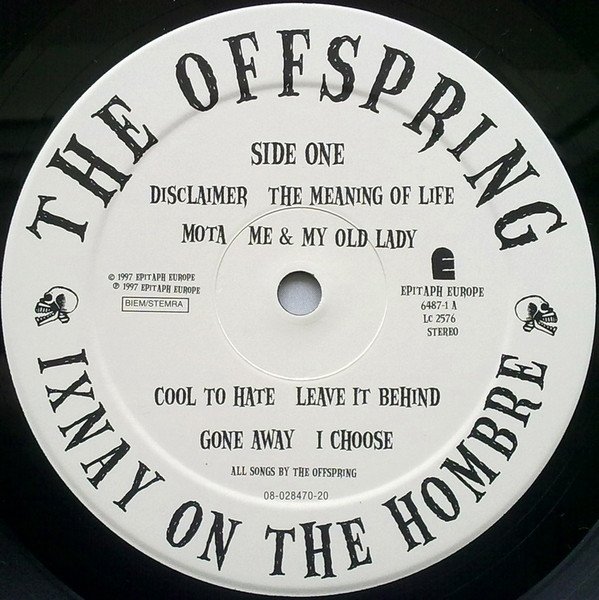 THE OFFSPRING
SIDE ONE
DISCLAIMER THE MEANING OF LIFE
MOTA ME & MY OLD LADY
© 1997 EPITAPH EUROPE
℗ 1997 EPITAPH EUROPE
BIEM/STEMRA
E
EPITAPH EUROPE
6487-1 A
LC 2576
STEREO
COOL TO HATE LEAVE IT BEHIND
GONE AWAY I CHOOSE
ALL SONGS BY THE OFFSPRING
08-028470-20
IXNAY ON THE HOMBRE